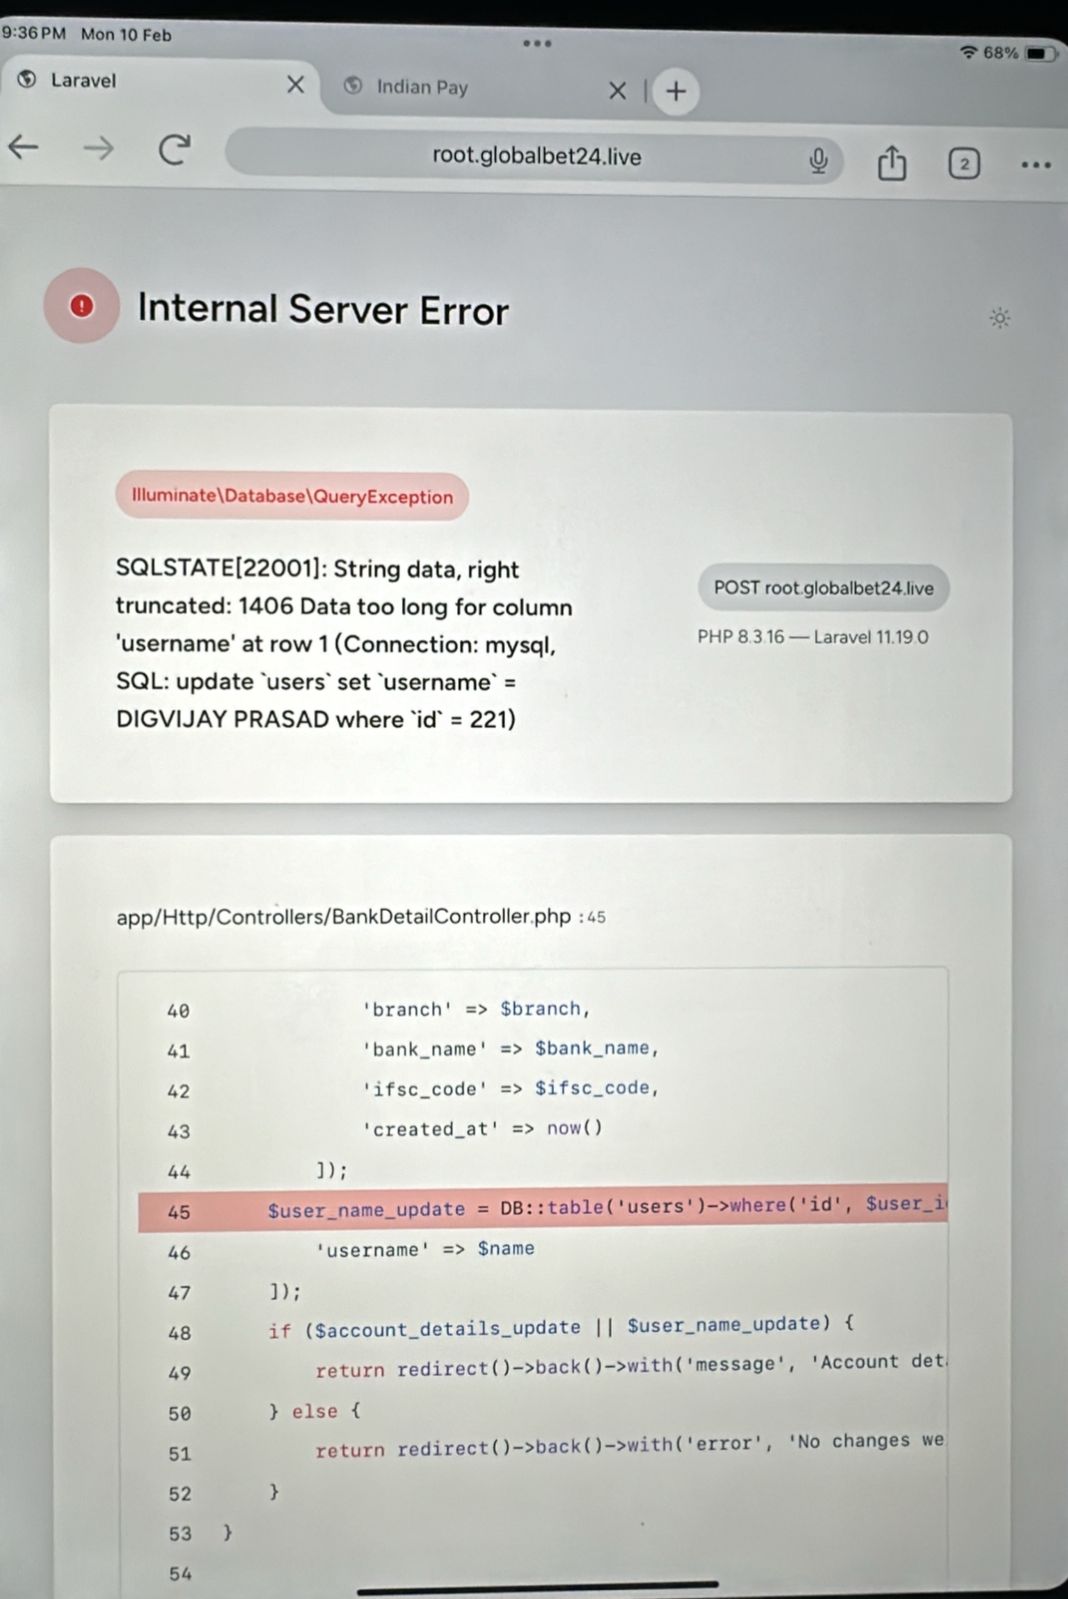 9:36 PM Mon 10 Feb
68%
Laravel
Indian Pay
root.globalbet24.live
2
Internal Server Error
Illuminate\Database\QueryException
SQLSTATE[22001]: String data, right
truncated: 1406 Data too long for column
'username' at row 1 (Connection: mysql,
SQL: update `users` set `username` =
DIGVIJAY PRASAD where `id` = 221)
POST root.globalbet24.live
PHP 8.3.16 — Laravel 11.19.0
app/Http/Controllers/BankDetailController.php :45
40 'branch' => $branch,
41 'bank_name' => $bank_name,
42 'ifsc_code' => $ifsc_code,
43 'created_at' => now()
44 ]);
45 $user_name_update = DB::table('users')->where('id', $user_i
46 'username' => $name
47 ]);
48 if ($account_details_update || $user_name_update) {
49 return redirect()->back()->with('message', 'Account det
50 } else {
51 return redirect()->back()->with('error', 'No changes we
52 }
53 }
54